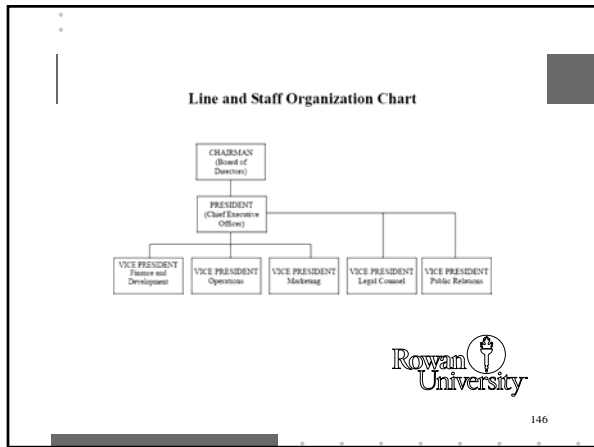 Line and Staff Organization Chart
CHAIRMAN
(Board of
Directors)
PRESIDENT
(Chief Executive
Officer)
VICE PRESIDENT
Finance and
Development
VICE PRESIDENT
Operations
VICE PRESIDENT
Marketing
VICE PRESIDENT
Legal Counsel
VICE PRESIDENT
Public Relations
Rowan
University
146